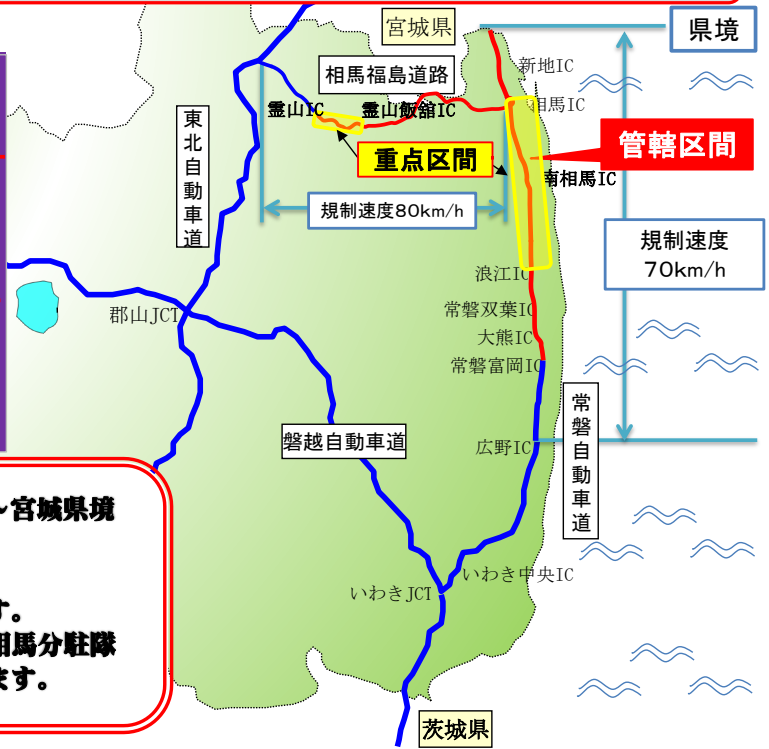 宮城県
県境
新地IC
相馬福島道路
相馬IC
霊山IC
霊山飯舘IC
東北自動車道
重点区間
管轄区間
南相馬IC
規制速度80km/h
規制速度
70km/h
浪江IC
常磐双葉IC
郡山JCT
大熊IC
常磐富岡IC
常磐自動車道
磐越自動車道
広野IC
～宮城県境
いわき中央IC
いわきJCT
す。
相馬分駐隊
ます。
茨城県